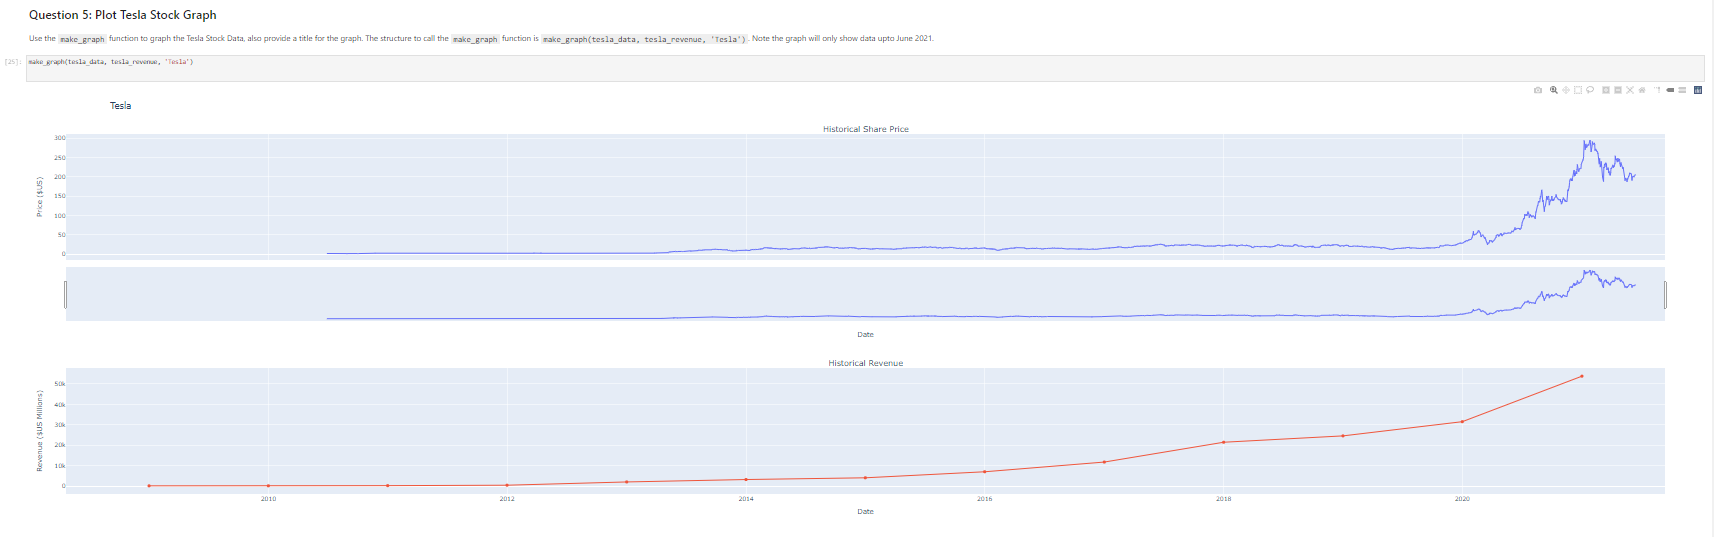 Question 5: Plot Tesla Stock Graph
Use the make_graph function to graph the Tesla Stock Data, also provide a title for the graph. The structure to call the make_graph function is make_graph(tesla_data, tesla_revenue, 'Tesla'). Note the graph will only show data upto June 2021.
[25]: make_graph(tesla_data, tesla_revenue, 'Tesla')
Tesla
Historical Share Price
Price ($US)
300
250
200
150
100
50
0
Date
Historical Revenue
Revenue ($US Millions)
50k
40k
30k
20k
10k
0
2010 2012 2014 2016 2018 2020
Date